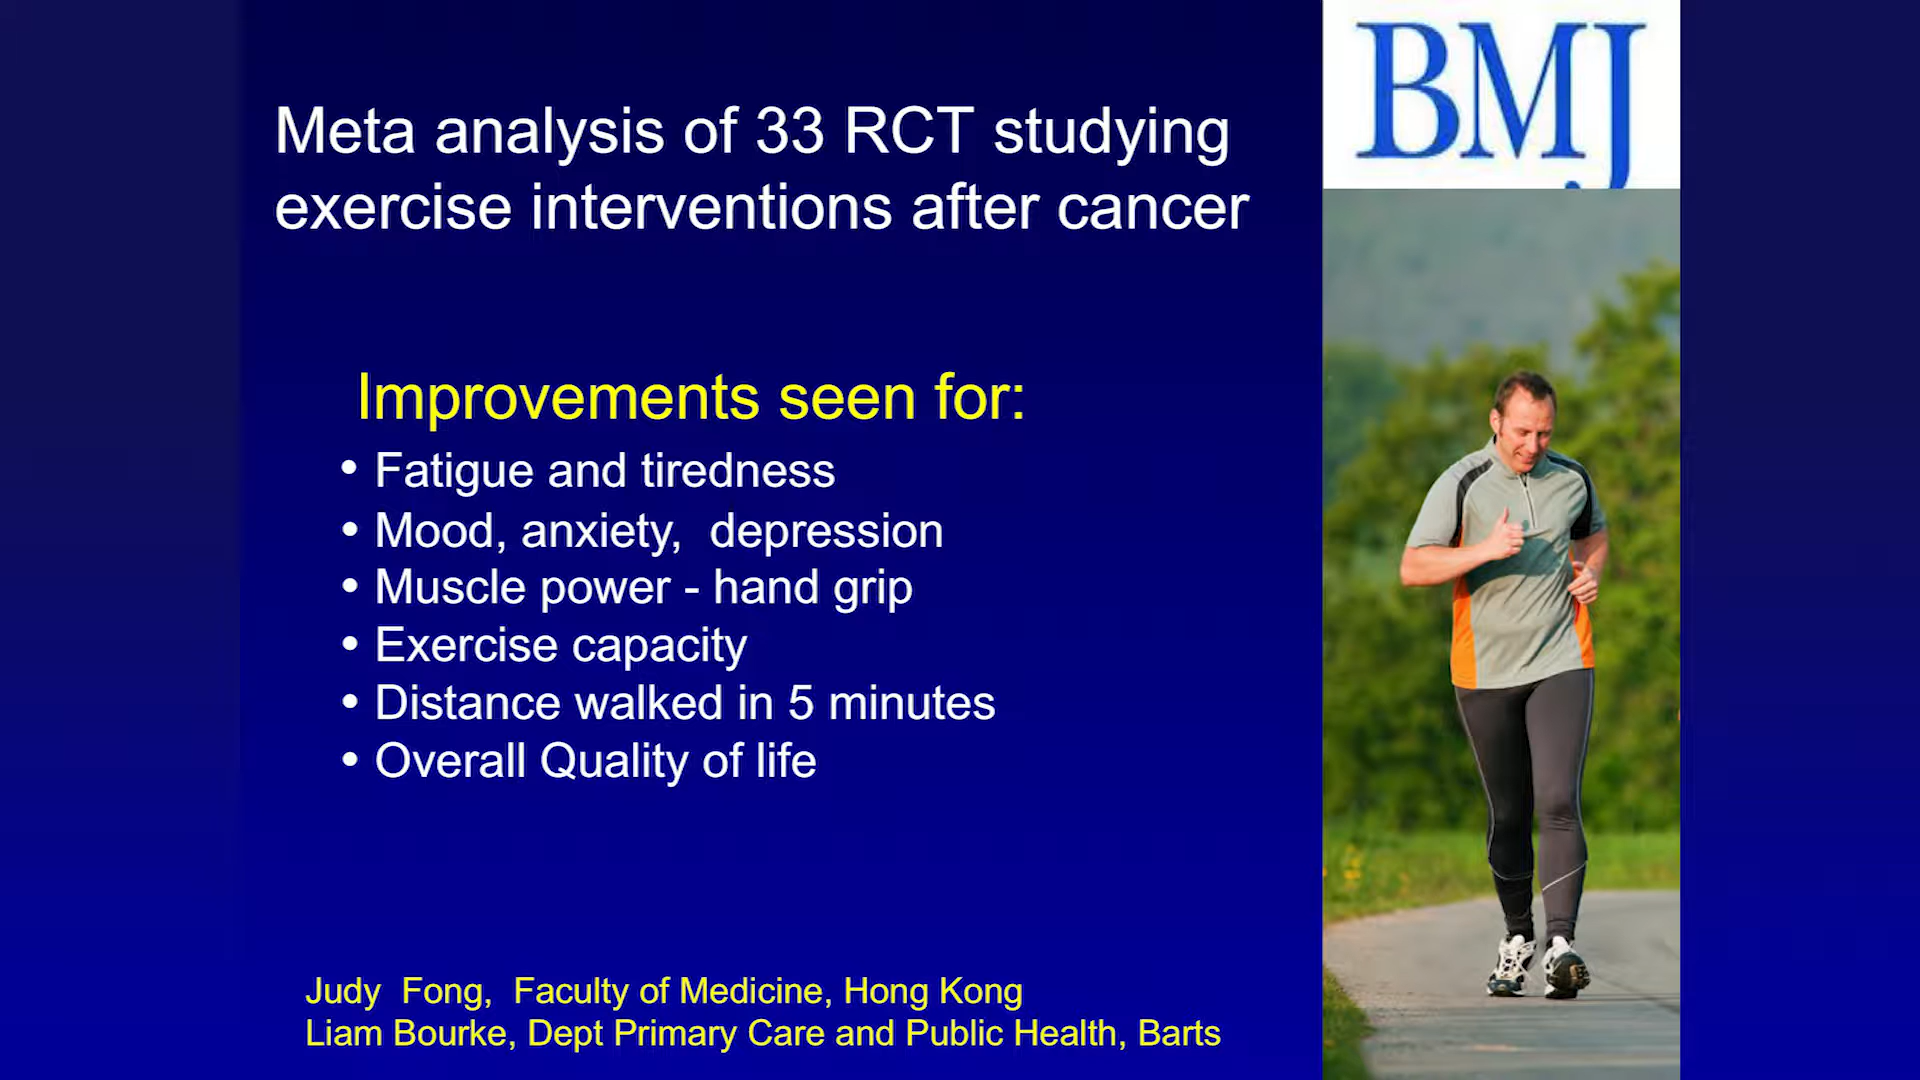 BMJ
Meta analysis of 33 RCT studying
exercise interventions after cancer
Improvements seen for:
• Fatigue and tiredness
• Mood, anxiety,  depression
• Muscle power - hand grip
• Exercise capacity
• Distance walked in 5 minutes
• Overall Quality of life
Judy  Fong,  Faculty of Medicine, Hong Kong
Liam Bourke, Dept Primary Care and Public Health, Barts